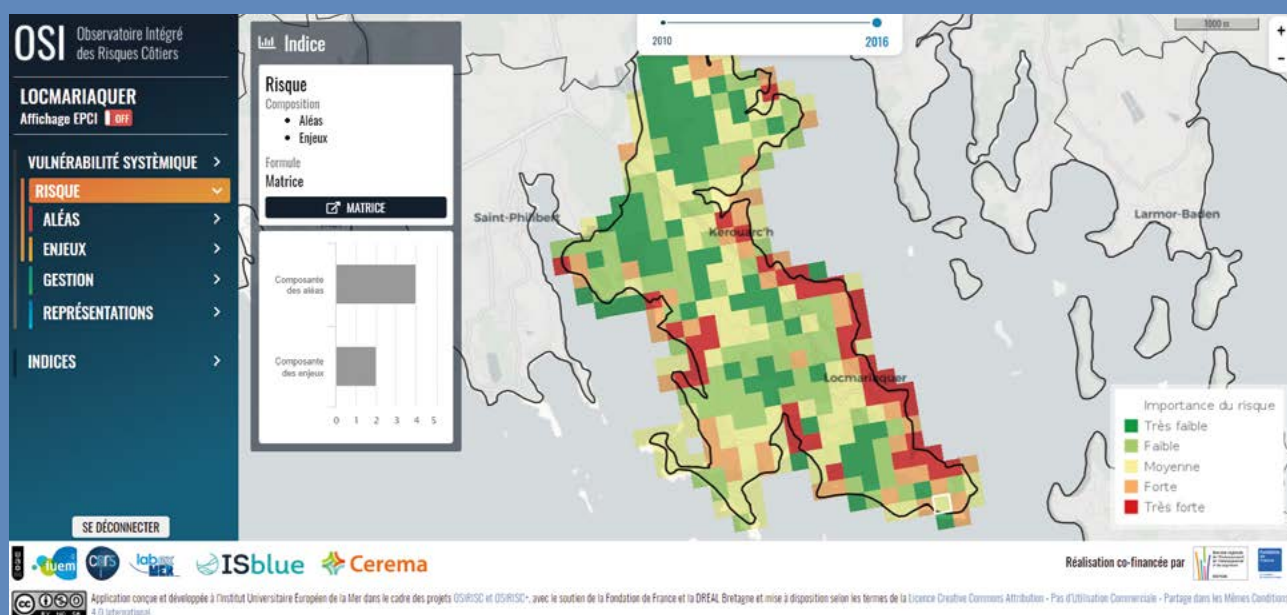 OSI
Observatoire Intégré
des Risques Côtiers
LOCMARIAQUER
Affichage EPCI OFF
VULNÉRABILITÉ SYSTÈMIQUE
RISQUE
ALÉAS
ENJEUX
GESTION
REPRÉSENTATIONS
INDICES
SE DÉCONNECTER
Indice
Risque
Composition
• Aléas
• Enjeux
Formule
Matrice
MATRICE
Composante
des aléas
Composante
des enjeux
0 1 2 3 4 5
2010
2016
1000 m
+
-
Saint-Philibert
Kerouarc'h
Locmariaquer
Larmor-Baden
Importance du risque
Très faible
Faible
Moyenne
Forte
Très forte
iuem
cnrs
labex
MER
ISblue
Cerema
Réalisation co-financée par
cc
Application conçue et développée à l'Institut Universitaire Européen de la Mer dans le cadre des projets OSIRISC et OSIRISC+, avec le soutien de la Fondation de France et la DREAL Bretagne et mise à disposition selon les termes de la Licence Creative Commons Attribution - Pas d'Utilisation Commerciale - Partage dans les Mêmes Conditions
4.0 International